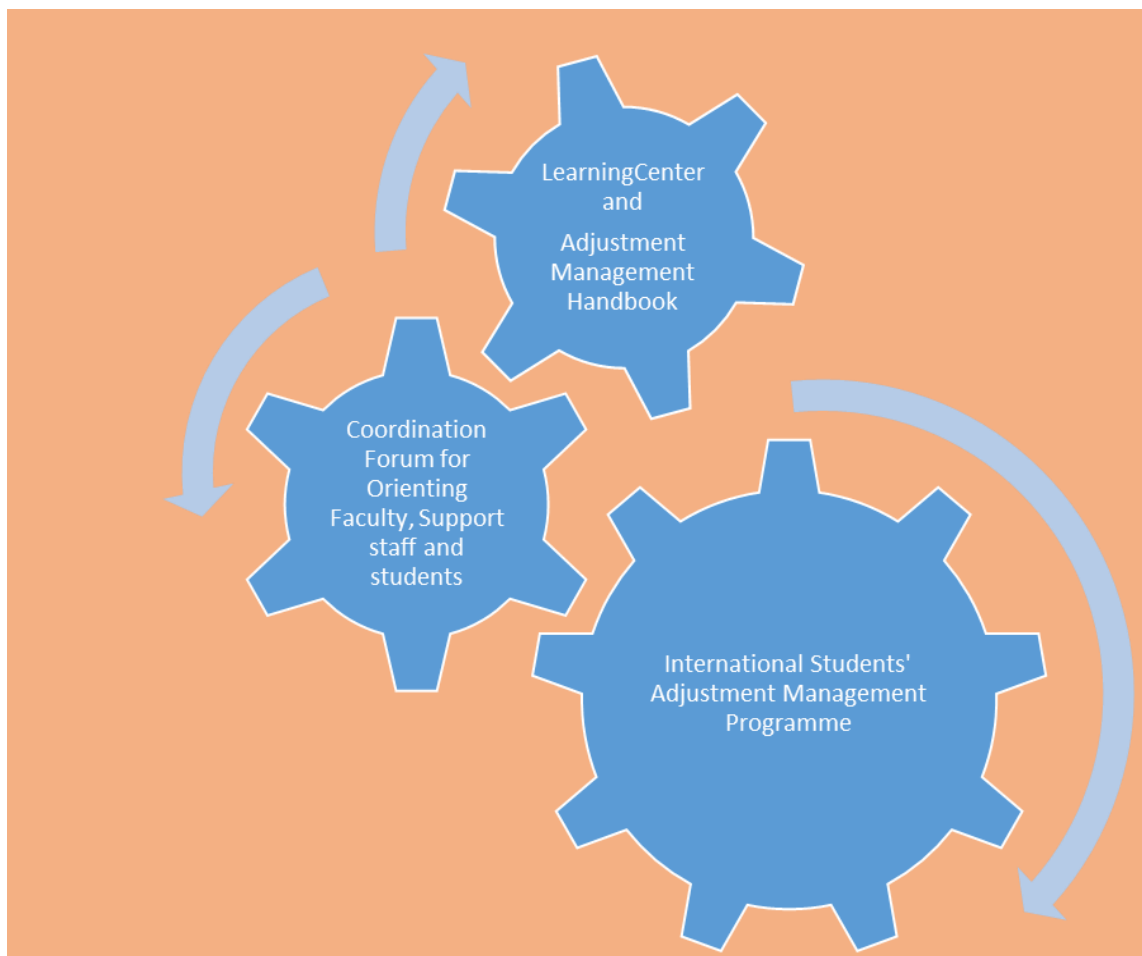 LearningCenter
and
Adjustment
Management
Handbook
Coordination
Forum for
Orienting
Faculty, Support
staff and
students
International Students'
Adjustment Management
Programme